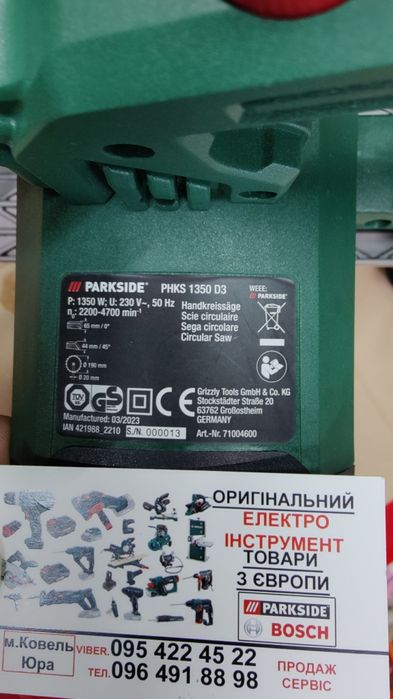 PARKSIDE® PHKS 1350 D3
P: 1350 W; U: 230 V~, 50 Hz
n₀: 2200-4700 min⁻¹
65 mm / 0°
44 mm / 45°
Ø 190 mm
Ø 20 mm
Handkreissäge
Scie circulaire
Sega circolare
Circular Saw
WEEE:
PARKSIDE
GS CE
Manufactured: 03/2023
IAN 421988_2210 S/N. 000013
Grizzly Tools GmbH & Co. KG
Stockstädter Straße 20
63762 Großostheim
GERMANY
Art.-Nr. 71004600
ОРИГІНАЛЬНИЙ
ЕЛЕКТРО
ІНСТРУМЕНТ
ТОВАРИ
З ЄВРОПИ
PARKSIDE®
BOSCH
м.Ковель
Юра
VIBER. 095 422 45 22
ТЕЛ. 096 491 88 98
ПРОДАЖ
СЕРВІС